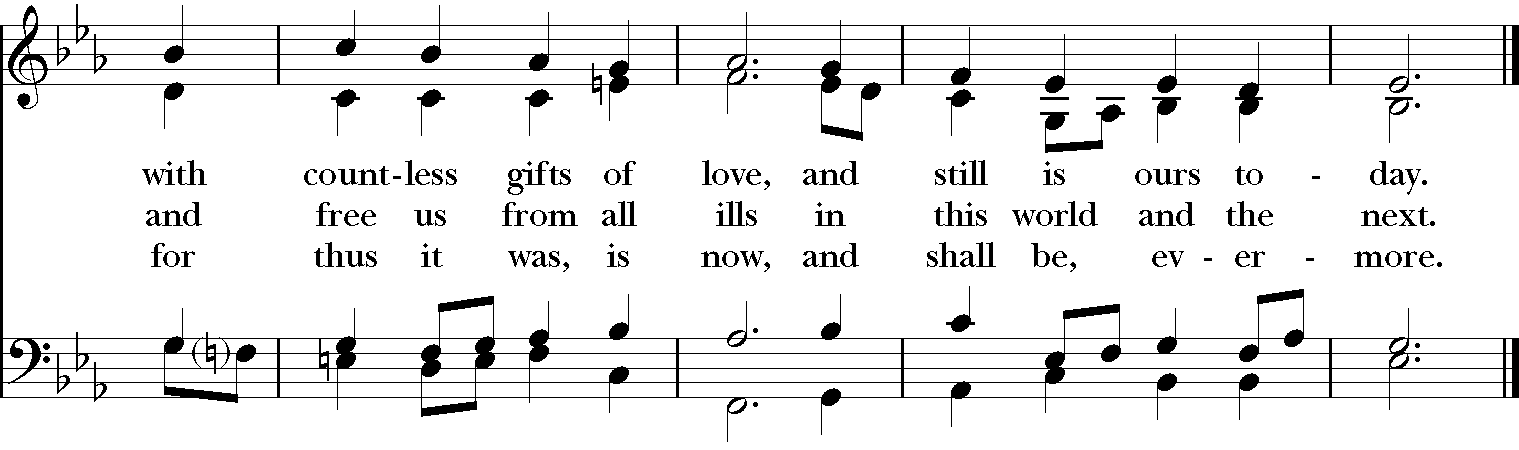 with count-less gifts of love, and still is ours to - day.
and free us from all ills in this world and the next.
for thus it was, is now, and shall be, ev - er - more.